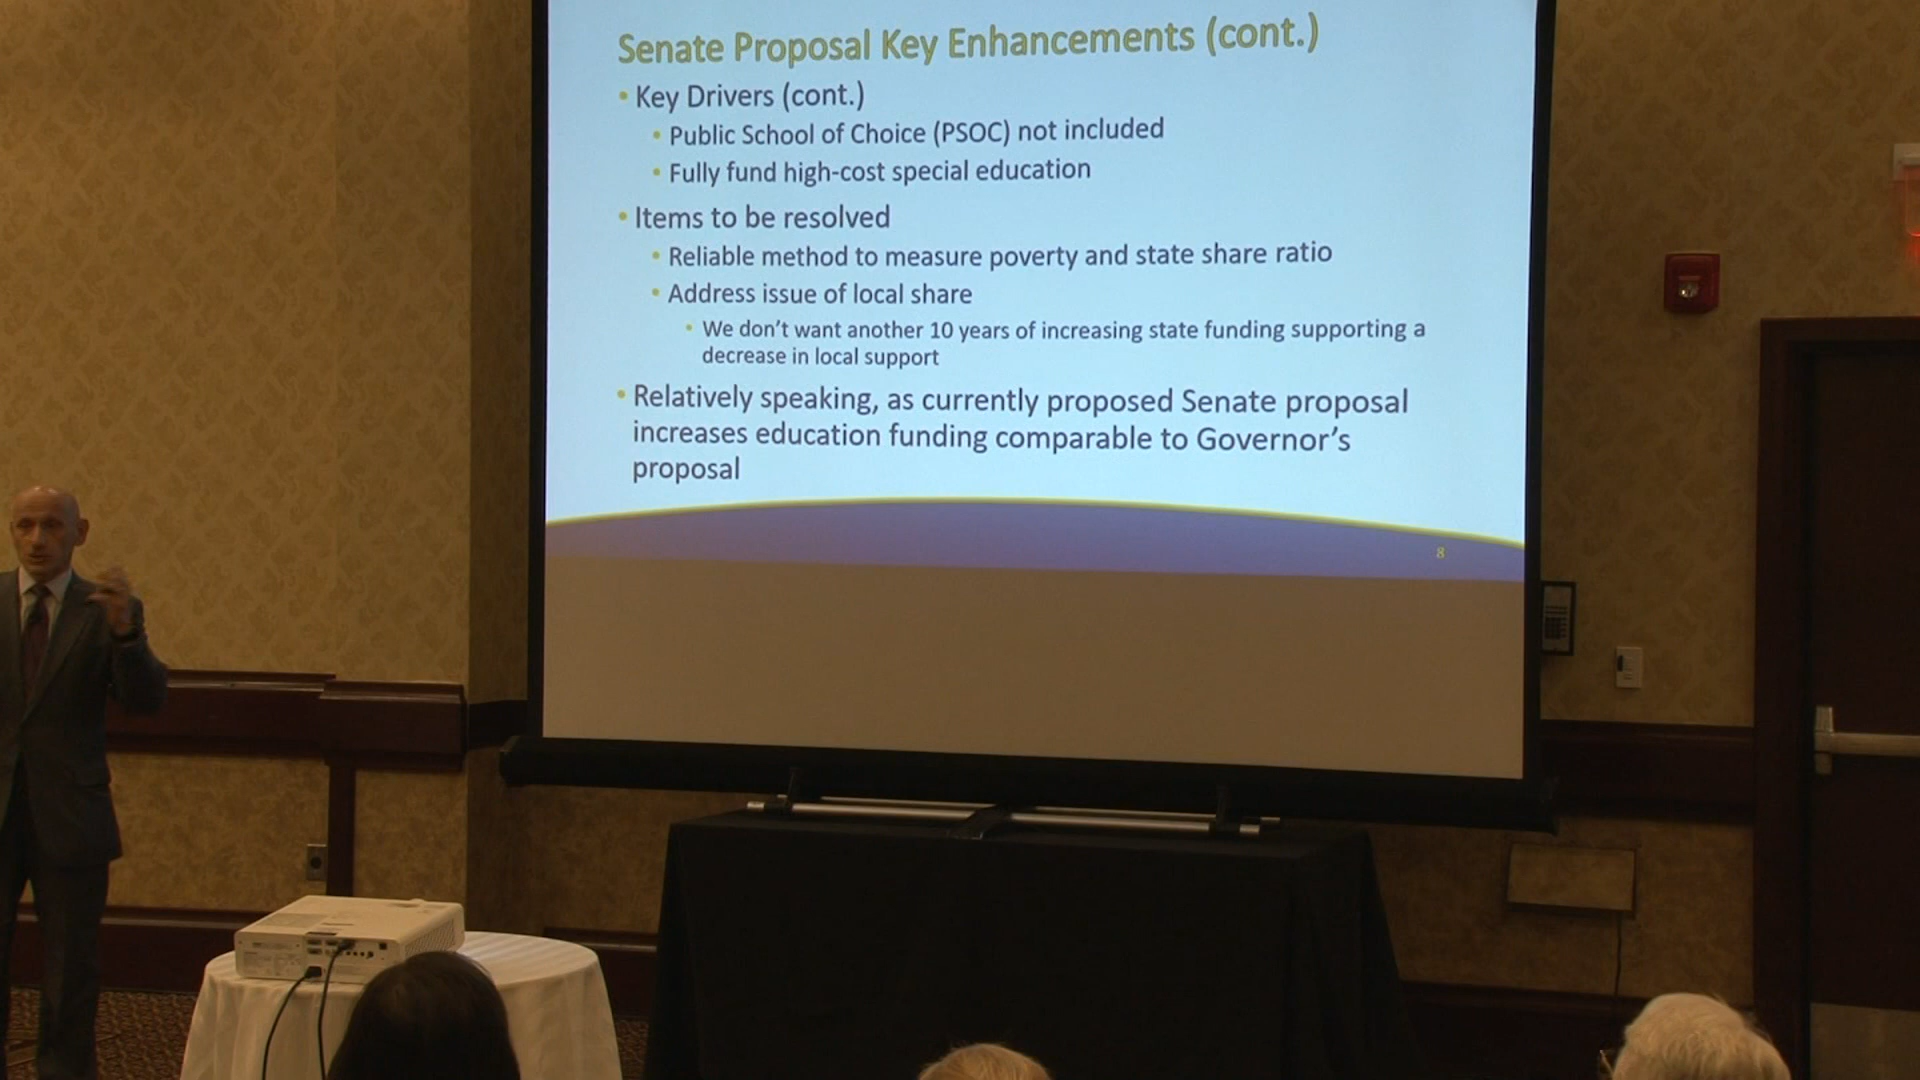 Senate Proposal Key Enhancements (cont.)
• Key Drivers (cont.)
• Public School of Choice (PSOC) not included
• Fully fund high-cost special education
• Items to be resolved
• Reliable method to measure poverty and state share ratio
• Address issue of local share
• We don't want another 10 years of increasing state funding supporting a
decrease in local support
• Relatively speaking, as currently proposed Senate proposal
increases education funding comparable to Governor's
proposal
8